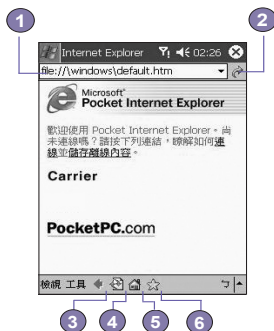 1
2
Internet Explorer 02:26
file://\windows\default.htm
Microsoft®
Pocket Internet Explorer
歡迎使用 Pocket Internet Explorer。尚
未連線嗎？請按下列連結，瞭解如何連
線並儲存離線內容。
Carrier
PocketPC.com
檢視 工具
3
4
5
6